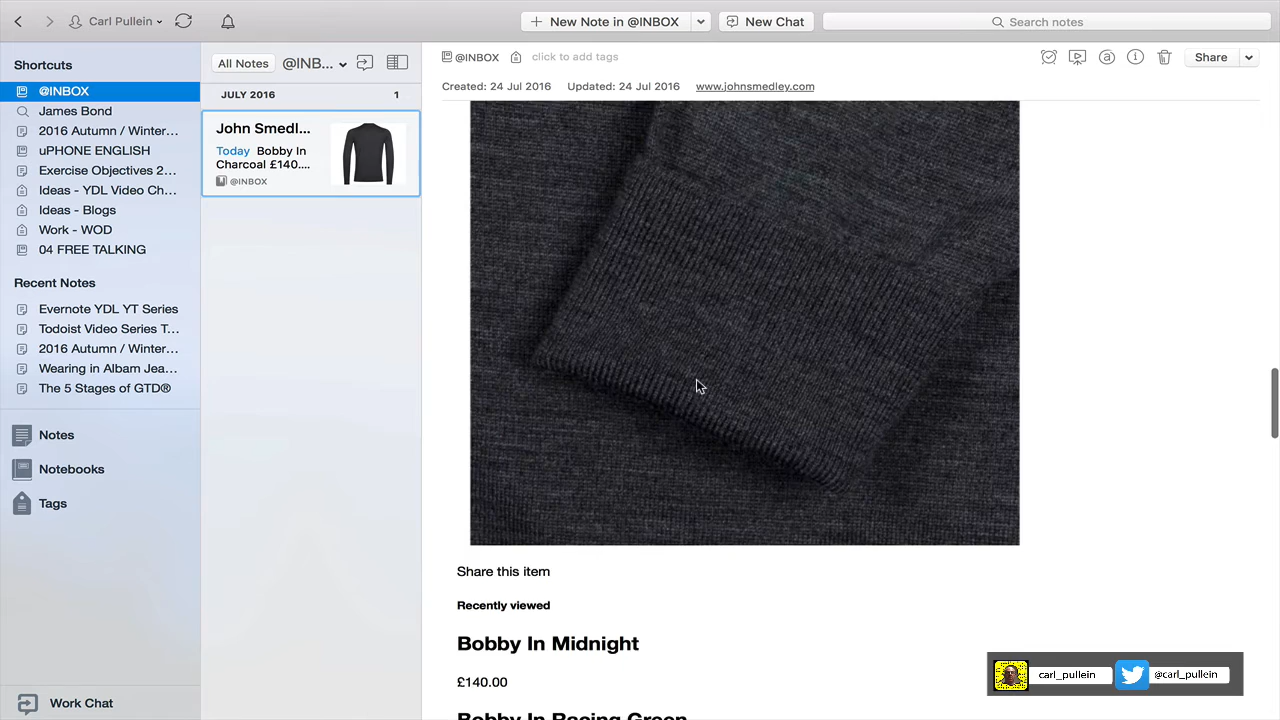 Carl Pullein
New Note in @INBOX
New Chat
Search notes
Shortcuts
@INBOX
James Bond
2016 Autumn / Winter...
uPHONE ENGLISH
Exercise Objectives 2...
Ideas - YDL Video Ch...
Ideas - Blogs
Work - WOD
04 FREE TALKING
Recent Notes
Evernote YDL YT Series
Todoist Video Series T...
2016 Autumn / Winter...
Wearing in Albam Jea...
The 5 Stages of GTD®
Notes
Notebooks
Tags
Work Chat
All Notes
@INB...
JULY 2016 1
John Smedl...
Today Bobby In
Charcoal £140....
@INBOX
@INBOX
click to add tags
Share
Created: 24 Jul 2016 Updated: 24 Jul 2016 www.johnsmedley.com
Share this item
Recently viewed
Bobby In Midnight
£140.00
Bobby In Racing Green
carl_pullein
@carl_pullein